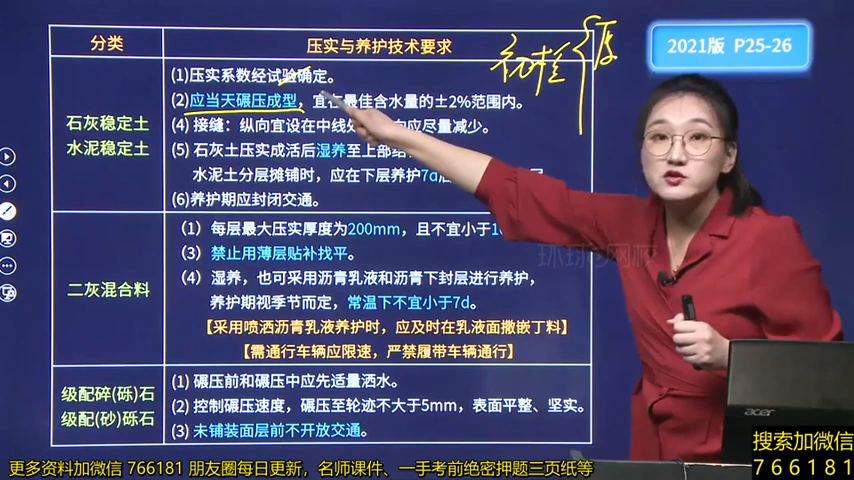 分类
压实与养护技术要求
2021版 P25-26
石灰稳定土
水泥稳定土
(1)压实系数经试验确定。
(2)应当天碾压成型，宜在最佳含水量的±2%范围内。
(4) 接缝：纵向宜设在中线处，
向应尽量减少。
(5) 石灰土压实成活后湿养至上部结
水泥土分层摊铺时，应在下层养护7d
(6)养护期应封闭交通。
二灰混合料
(1) 每层最大压实厚度为200mm，且不宜小于1
(3) 禁止用薄层贴补找平。
(4) 湿养，也可采用沥青乳液和沥青下封层进行养护，
养护期视季节而定，常温下不宜小于7d。
【采用喷洒沥青乳液养护时，应及时在乳液面撒嵌丁料】
【需通行车辆应限速，严禁履带车辆通行】
级配碎(砾)石
级配(砂)砾石
(1) 碾压前和碾压中应先适量洒水。
(2) 控制碾压速度，碾压至轮迹不大于5mm，表面平整、坚实。
(3) 未铺装面层前不开放交通。
环球网校
acer
搜索加微信
766181
更多资料加微信 766181 朋友圈每日更新，名师课件、一手考前绝密押题三页纸等